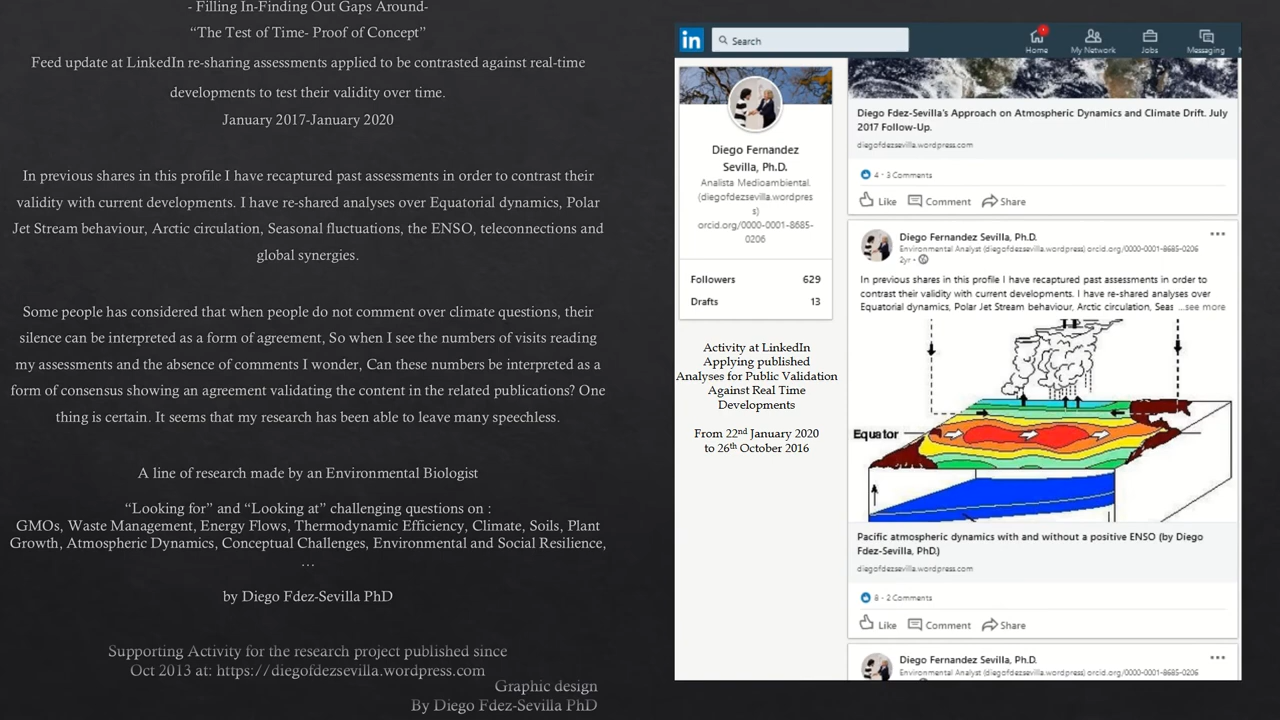 - Filling In-Finding Out Gaps Around-
“The Test of Time- Proof of Concept”
Feed update at LinkedIn re-sharing assessments applied to be contrasted against real-time
developments to test their validity over time.
January 2017-January 2020
In previous shares in this profile I have recaptured past assessments in order to contrast their
validity with current developments. I have re-shared analyses over Equatorial dynamics, Polar
Jet Stream behaviour, Arctic circulation, Seasonal fluctuations, the ENSO, teleconnections and
global synergies.
Some people has considered that when people do not comment over climate questions, their
silence can be interpreted as a form of agreement, So when I see the numbers of visits reading
my assessments and the absence of comments I wonder, Can these numbers be interpreted as a
form of consensus showing an agreement validating the content in the related publications? One
thing is certain. It seems that my research has been able to leave many speechless.
A line of research made by an Environmental Biologist
“Looking for” and “Looking at” challenging questions on :
GMOs, Waste Management, Energy Flows, Thermodynamic Efficiency, Climate, Soils, Plant
Growth, Atmospheric Dynamics, Conceptual Challenges, Environmental and Social Resilience,
…
by Diego Fdez-Sevilla PhD
Supporting Activity for the research project published since
Oct 2013 at: https://diegofdezsevilla.wordpress.com
Graphic design
By Diego Fdez-Sevilla PhD
in
Search
Home
My Network
Jobs
Messaging
Diego Fernandez
Sevilla, Ph.D.
Analista Medioambiental.
(diegofdezsevilla.wordpres
s)
orcid.org/0000-0001-8685-
0206
Followers 629
Drafts 13
Activity at LinkedIn
Applying published
Analyses for Public Validation
Against Real Time
Developments
From 22nd January 2020
to 26th October 2016
Diego Fdez-Sevilla's Approach on Atmospheric Dynamics and Climate Drift. July
2017 Follow-Up.
diegofdezsevilla.wordpress.com
4 · 3 Comments
Like Comment Share
Diego Fernandez Sevilla, Ph.D.
Environmental Analyst (diegofdezsevilla.wordpress) orcid.org/0000-0001-8685-0206
2yr •
In previous shares in this profile I have recaptured past assessments in order to
contrast their validity with current developments. I have re-shared analyses over
Equatorial dynamics, Polar Jet Stream behaviour, Arctic circulation, Seas ...see more
Equator
Pacific atmospheric dynamics with and without a positive ENSO (by Diego
Fdez-Sevilla, PhD.)
diegofdezsevilla.wordpress.com
8 · 2 Comments
Like Comment Share
Diego Fernandez Sevilla, Ph.D.
Environmental Analyst (diegofdezsevilla.wordpress) orcid.org/0000-0001-8685-0206